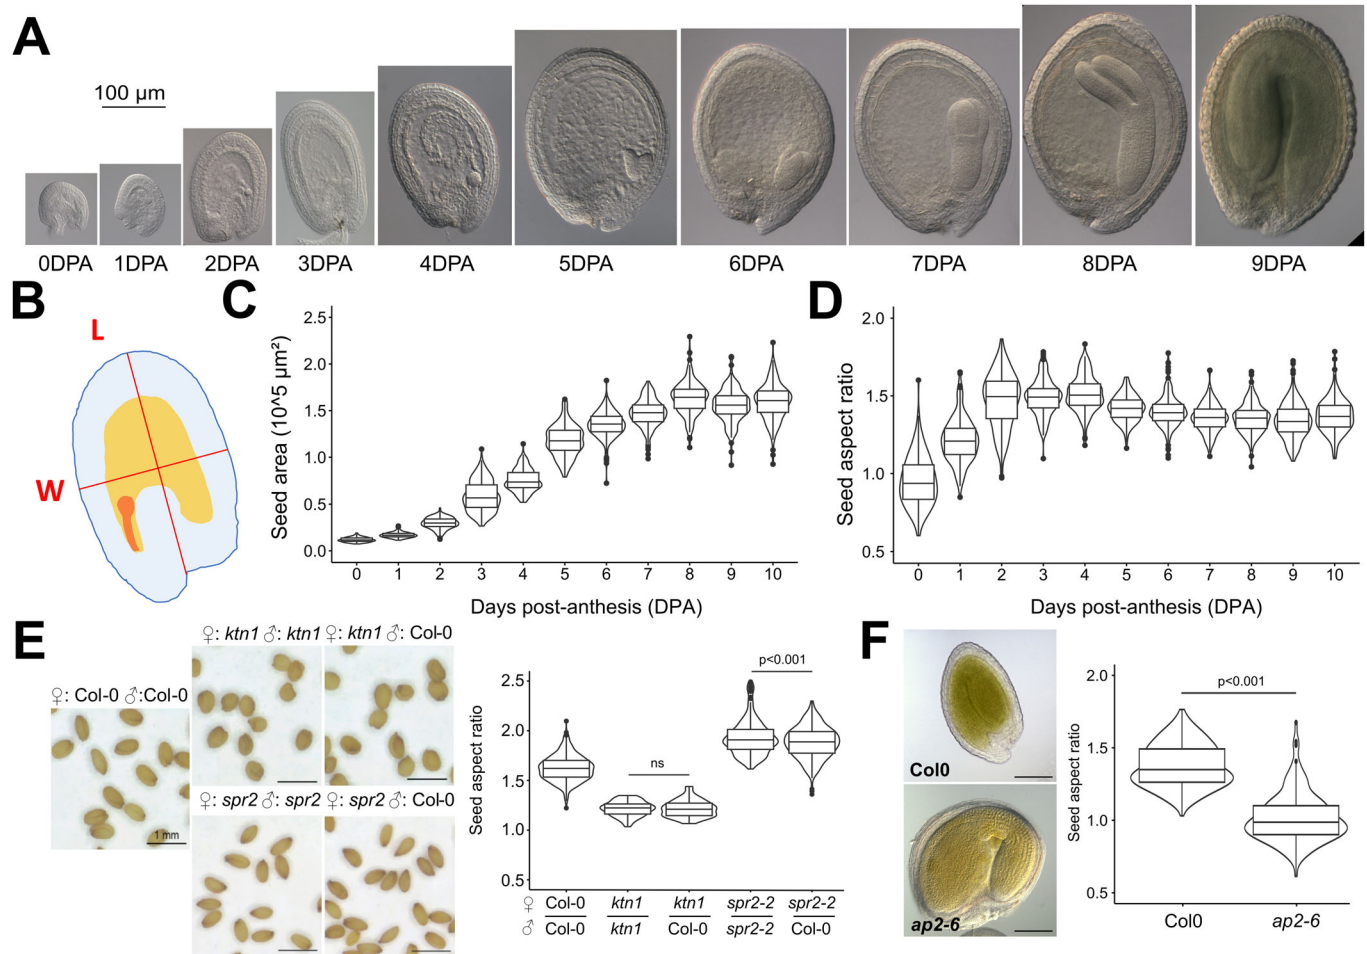 A
100 µm
0DPA 1DPA 2DPA 3DPA 4DPA 5DPA 6DPA 7DPA 8DPA 9DPA
B
L
W
C
Seed area (10^5 µm²)
2.5
2.0
1.5
1.0
0.5
0.0
0 1 2 3 4 5 6 7 8 9 10
Days post-anthesis (DPA)
D
Seed aspect ratio
2.0
1.5
1.0
0.5
0 1 2 3 4 5 6 7 8 9 10
Days post-anthesis (DPA)
E
♀: Col-0 ♂:Col-0
1 mm
♀: ktn1 ♂: ktn1 ♀: ktn1 ♂: Col-0
♀: spr2 ♂: spr2 ♀: spr2 ♂: Col-0
Seed aspect ratio
2.5
2.0
1.5
1.0
0.5
ns
p<0.001
♀ Col-0 ktn1 ktn1 spr2-2 spr2-2
♂ Col-0 ktn1 Col-0 spr2-2 Col-0
F
Col0
ap2-6
Seed aspect ratio
2.0
1.5
1.0
0.5
p<0.001
Col0 ap2-6